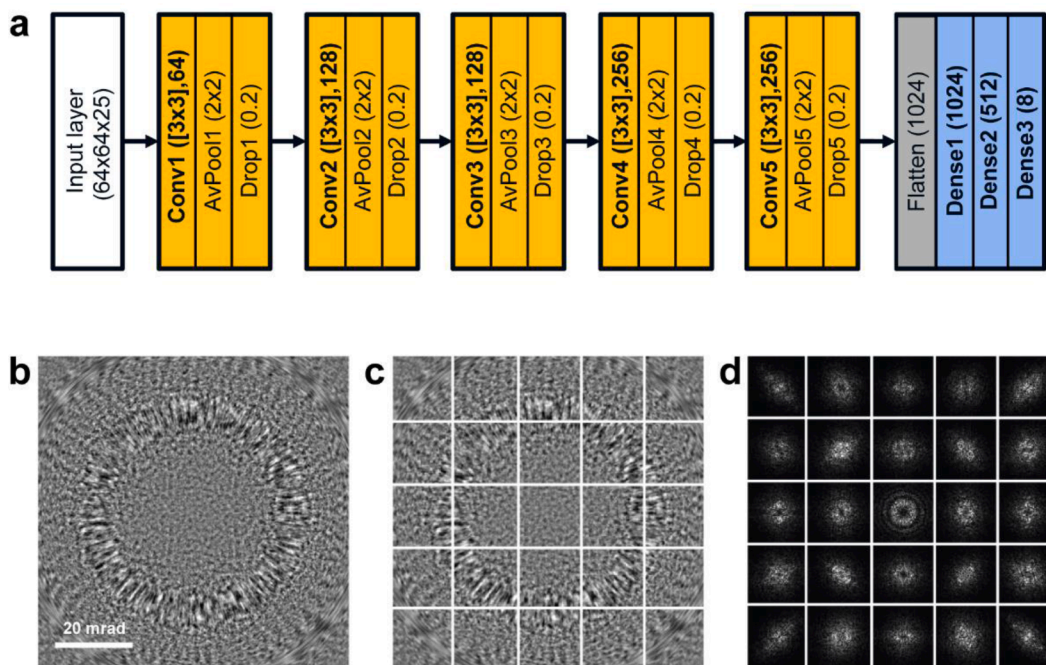 a
Input layer
(64x64x25)
Conv1 ([3x3],64)
AvPool1 (2x2)
Drop1 (0.2)
Conv2 ([3x3],128)
AvPool2 (2x2)
Drop2 (0.2)
Conv3 ([3x3],128)
AvPool3 (2x2)
Drop3 (0.2)
Conv4 ([3x3],256)
AvPool4 (2x2)
Drop4 (0.2)
Conv5 ([3x3],256)
AvPool5 (2x2)
Drop5 (0.2)
Flatten (1024)
Dense1 (1024)
Dense2 (512)
Dense3 (8)
b
20 mrad
c
d